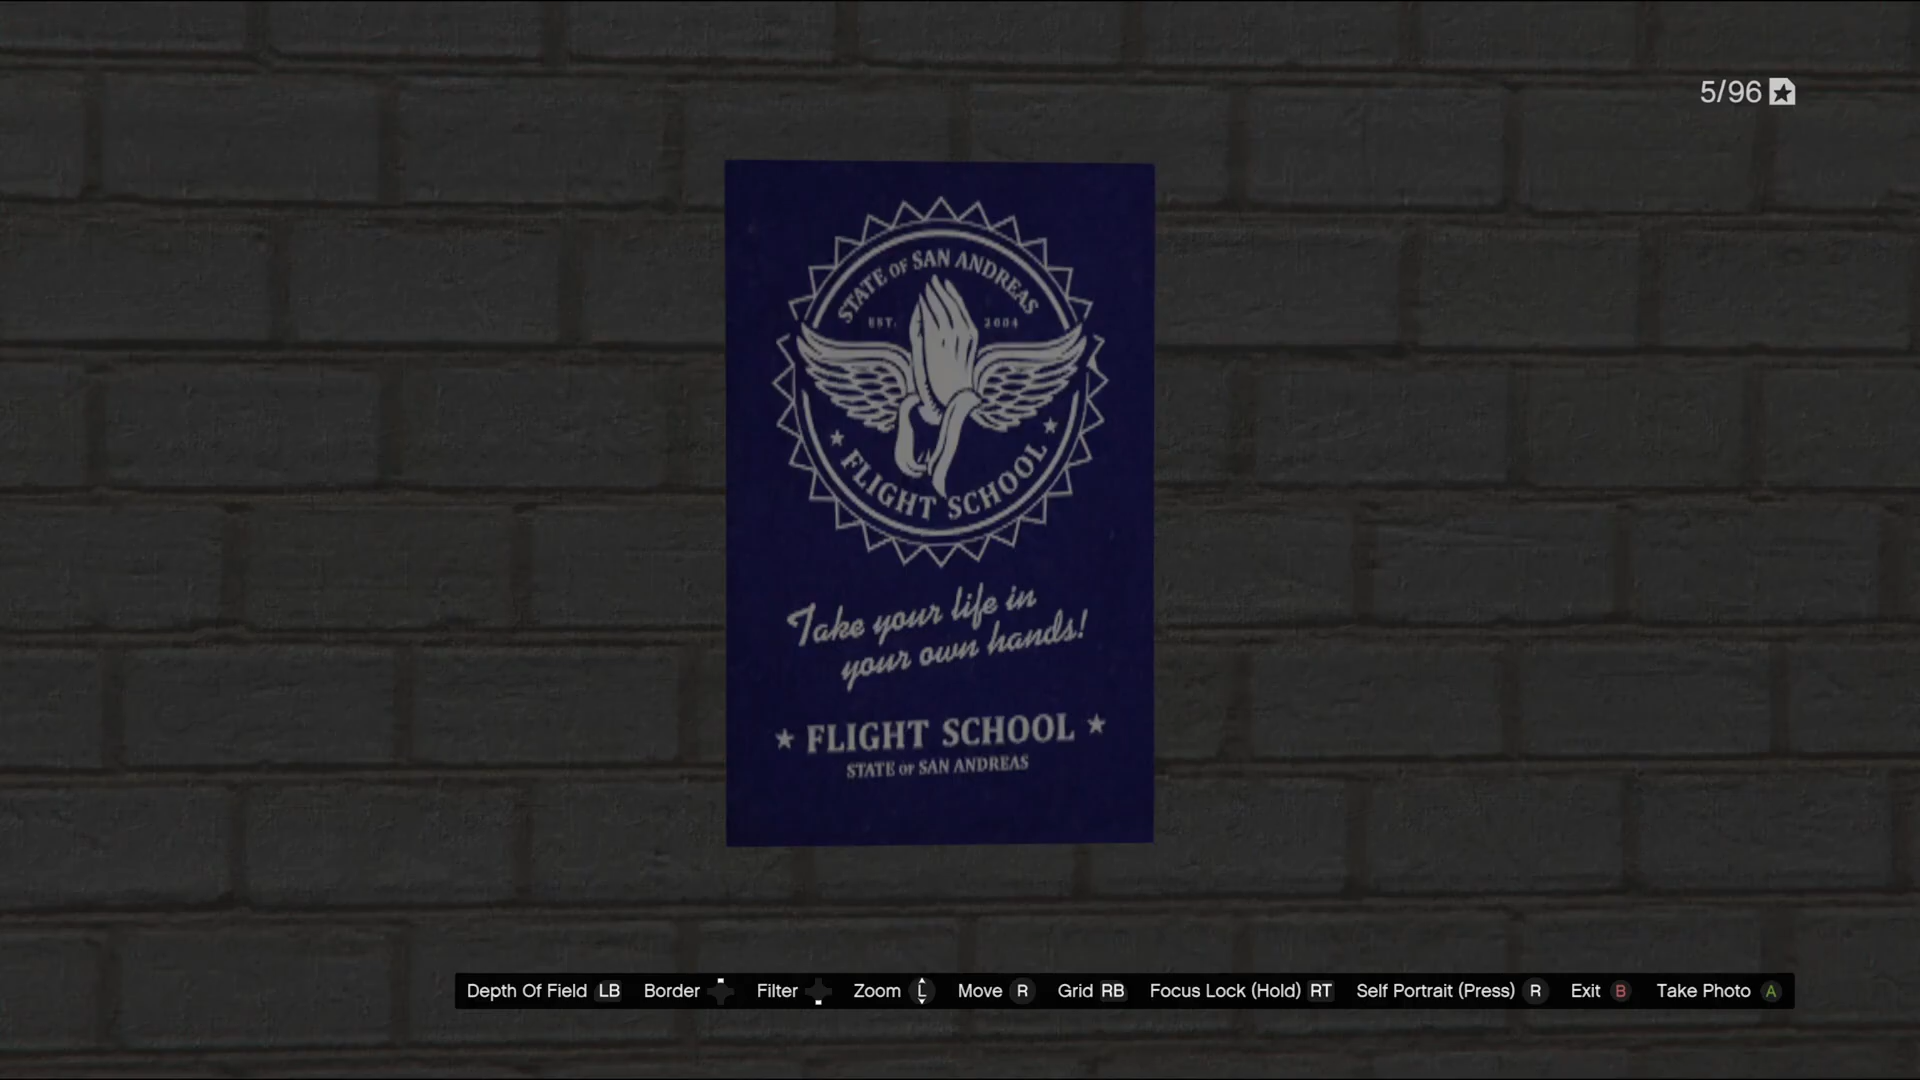 5/96
STATE OF SAN ANDREAS
EST. 2004
FLIGHT SCHOOL
Take your life in
your own hands!
FLIGHT SCHOOL
STATE OF SAN ANDREAS
Depth Of Field LB Border Filter Zoom L Move R Grid RB Focus Lock (Hold) RT Self Portrait (Press) R Exit B Take Photo A